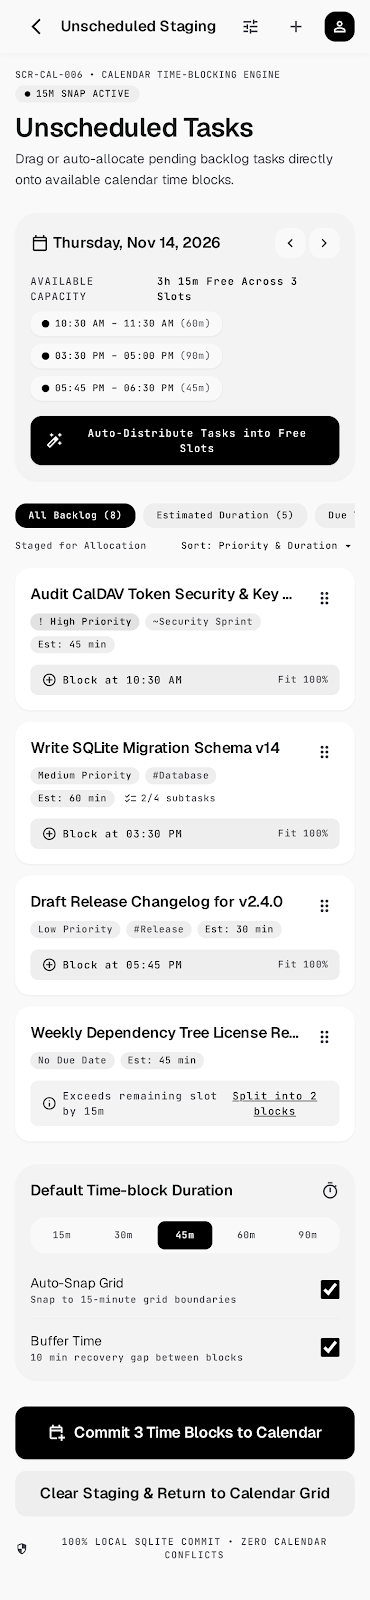 Unscheduled Staging
SCR-CAL-006 • CALENDAR TIME-BLOCKING ENGINE
15M SNAP ACTIVE
Unscheduled Tasks
Drag or auto-allocate pending backlog tasks directly
onto available calendar time blocks.
Thursday, Nov 14, 2026
AVAILABLE CAPACITY
3h 15m Free Across 3 Slots
10:30 AM – 11:30 AM (60m)
03:30 PM – 05:00 PM (90m)
05:45 PM – 06:30 PM (45m)
Auto-Distribute Tasks into Free
Slots
All Backlog (8)
Estimated Duration (5)
Due
Staged for Allocation
Sort: Priority & Duration
Audit CalDAV Token Security & Key ...
! High Priority
~Security Sprint
Est: 45 min
Block at 10:30 AM
Fit 100%
Write SQLite Migration Schema v14
Medium Priority
#Database
Est: 60 min
2/4 subtasks
Block at 03:30 PM
Fit 100%
Draft Release Changelog for v2.4.0
Low Priority
#Release
Est: 30 min
Block at 05:45 PM
Fit 100%
Weekly Dependency Tree License Re...
No Due Date
Est: 45 min
Exceeds remaining slot
by 15m
Split into 2
blocks
Default Time-block Duration
15m
30m
45m
60m
90m
Auto-Snap Grid
Snap to 15-minute grid boundaries
Buffer Time
10 min recovery gap between blocks
Commit 3 Time Blocks to Calendar
Clear Staging & Return to Calendar Grid
100% LOCAL SQLITE COMMIT • ZERO CALENDAR
CONFLICTS